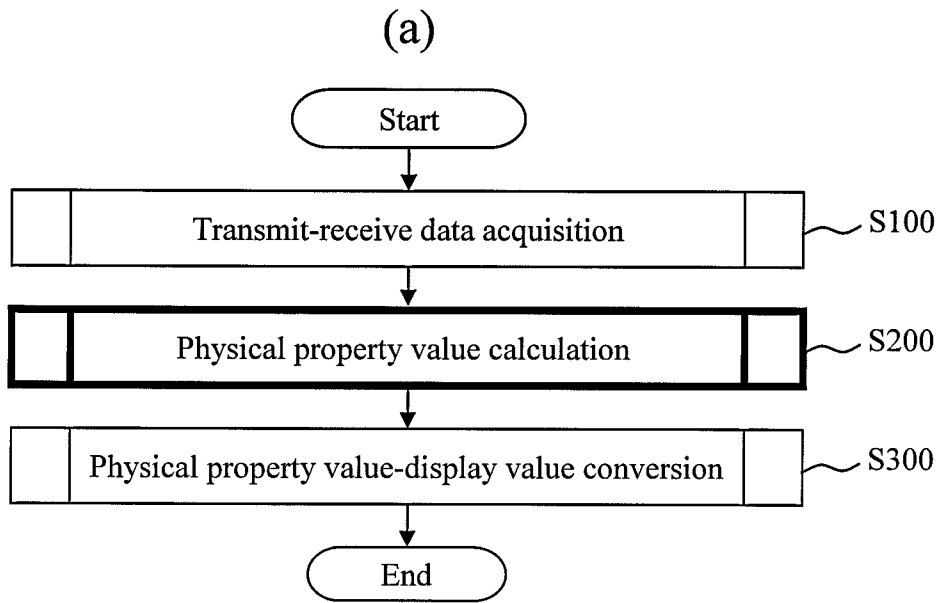 (a)
Start
Transmit-receive data acquisition
S100
Physical property value calculation
S200
Physical property value-display value conversion
S300
End